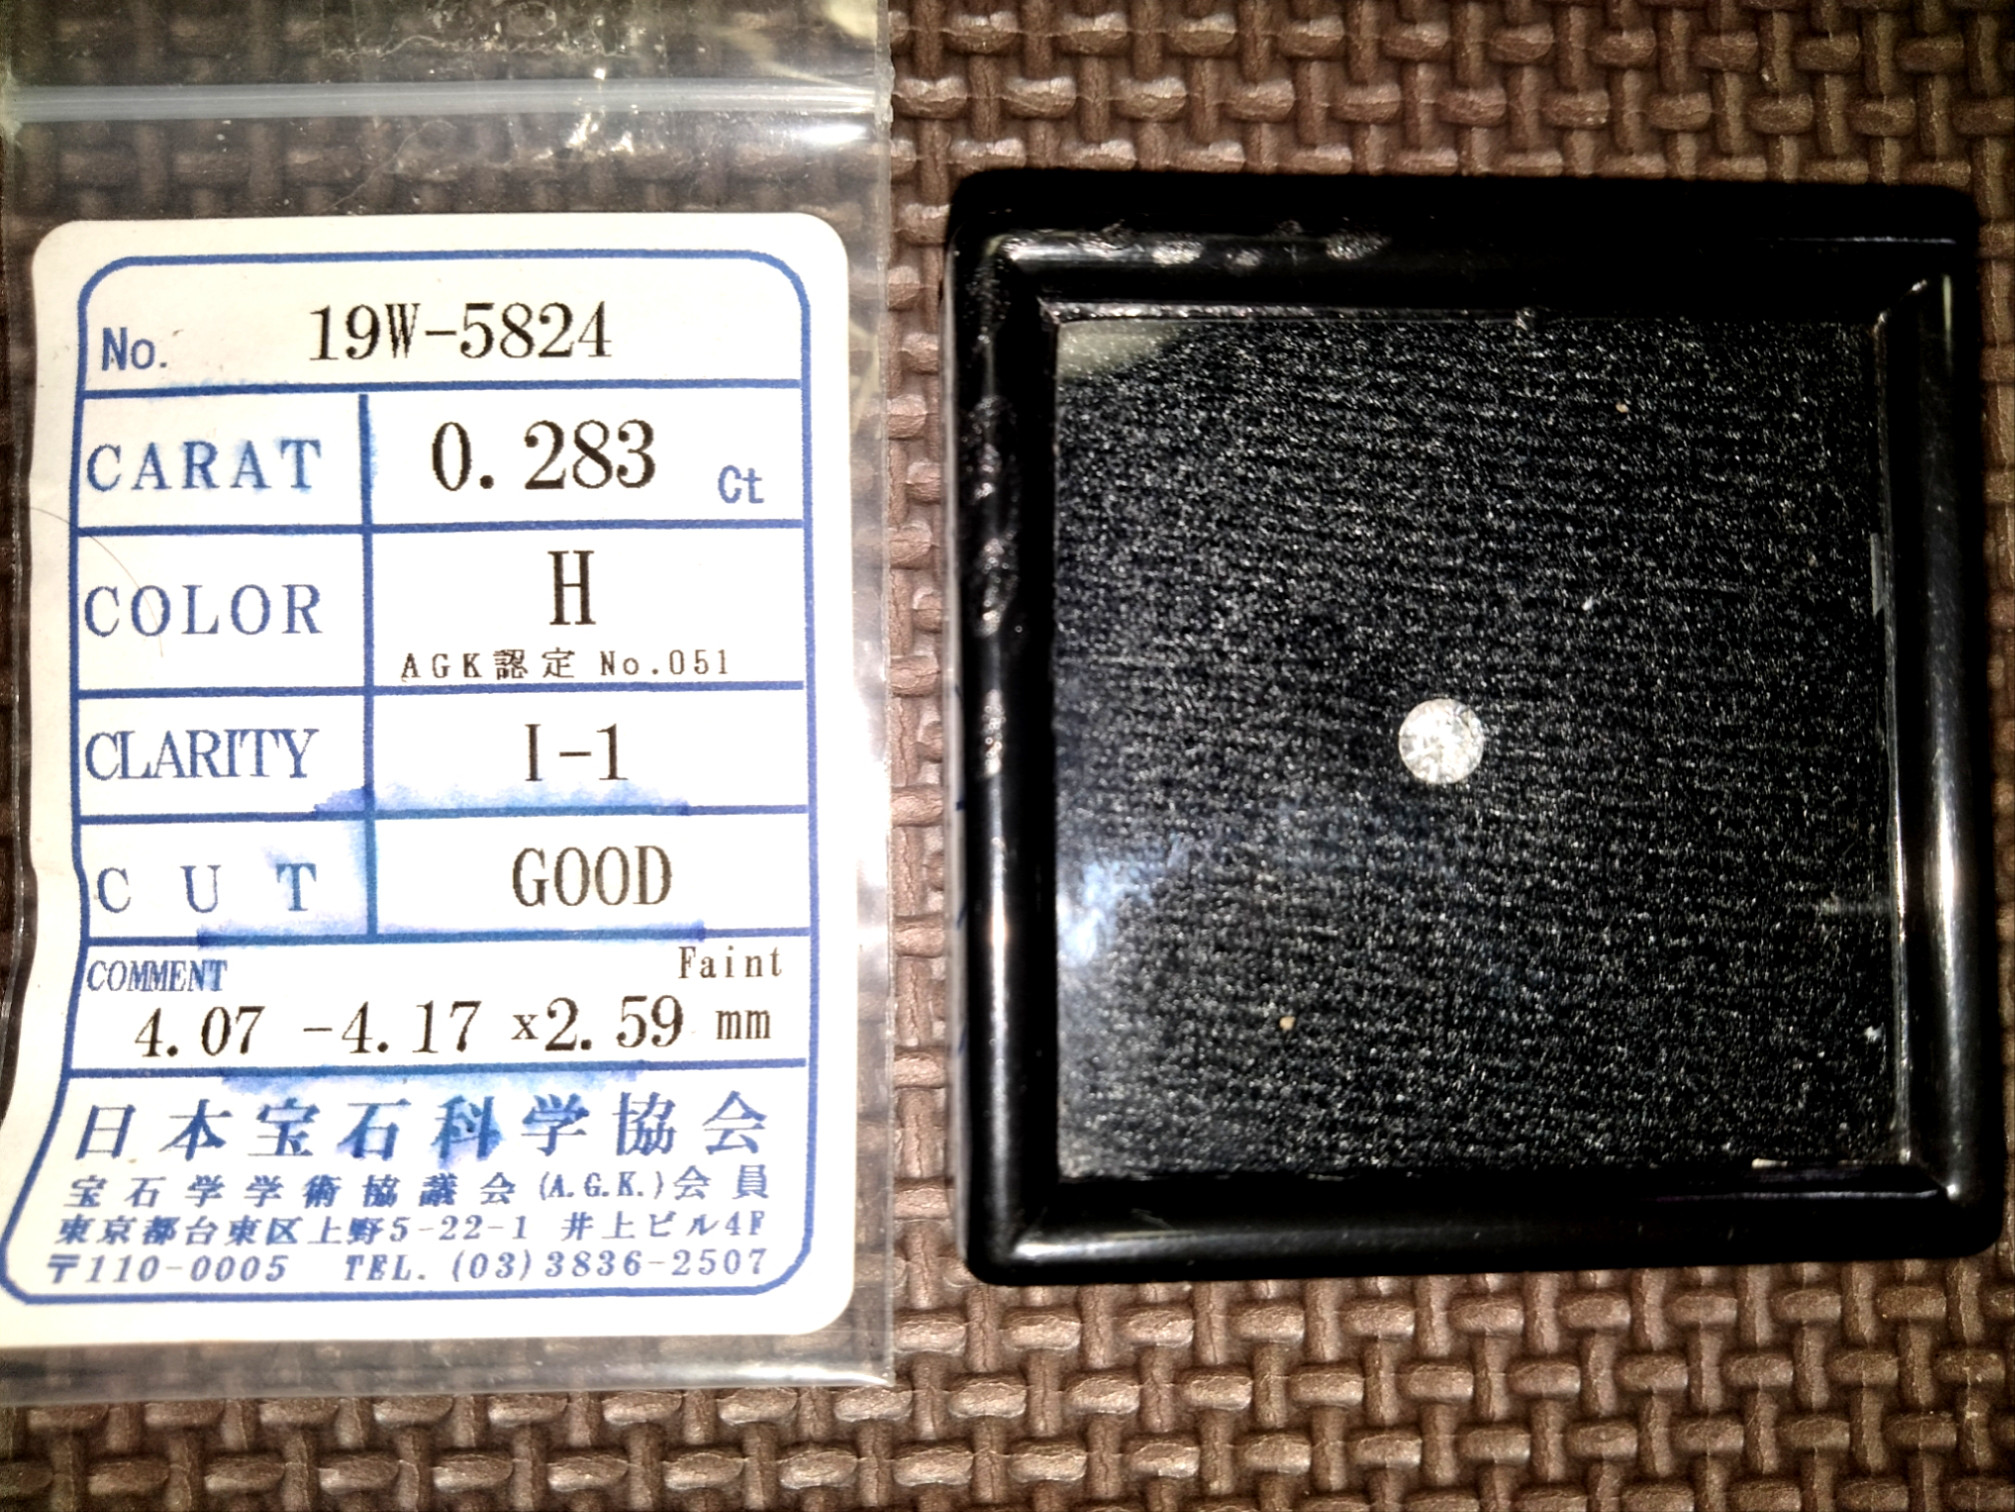 No. 19W-5824
CARAT 0.283 Ct
COLOR H
AGK認定 No.051
CLARITY I-1
CUT GOOD
COMMENT Faint
4.07 -4.17 x2.59 mm
日本宝石科学協会
宝石学学術協議会(A.G.K.)会員
東京都台東区上野5-22-1 井上ビル4F
〒110-0005 TEL. (03)3836-2507